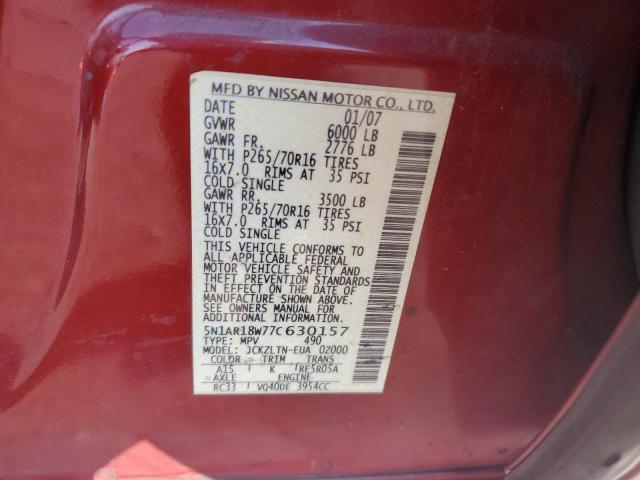 MFD BY NISSAN MOTOR CO., LTD.
DATE 01/07
GVWR 6000 LB
GAWR FR. 2776 LB
WITH P265/70R16 TIRES
16X7.0 RIMS AT 35 PSI
COLD SINGLE
GAWR RR. 3500 LB
WITH P265/70R16 TIRES
16X7.0 RIMS AT 35 PSI
COLD SINGLE
THIS VEHICLE CONFORMS TO
ALL APPLICABLE FEDERAL
MOTOR VEHICLE SAFETY AND
THEFT PREVENTION STANDARDS
IN EFFECT ON THE DATE OF
MANUFACTURE SHOWN ABOVE.
SEE OWNERS MANUAL FOR
ADDITIONAL INFORMATION
5N1AR18W77C630157
TYPE: MPV 490
MODEL: JCKZLTN-EUA 0Z000
COLOR TRIM TRANS
A15 K RE5R05A
AXLE ENGINE
RC33 VQ40DE 3954CC